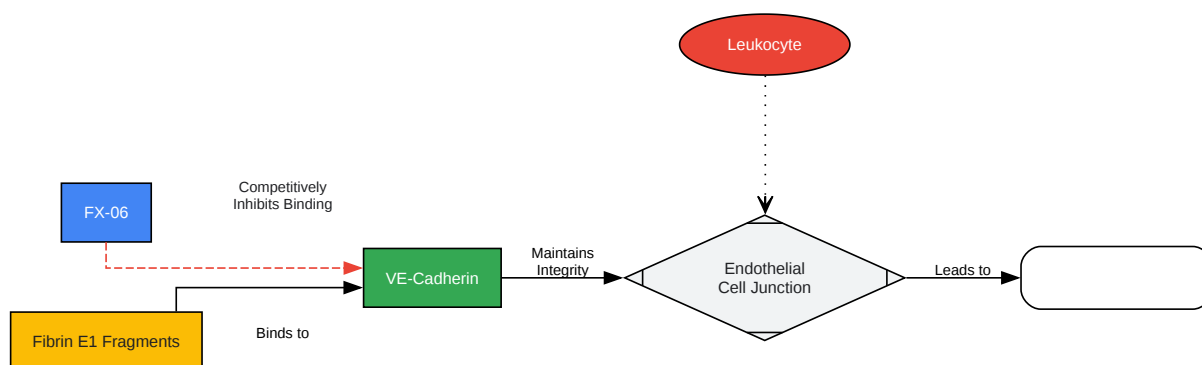 Leukocyte
Competitively
Inhibits Binding
FX-06
VE-Cadherin
Maintains
Integrity
Endothelial
Cell Junction
Leads to
Fibrin E1 Fragments
Binds to